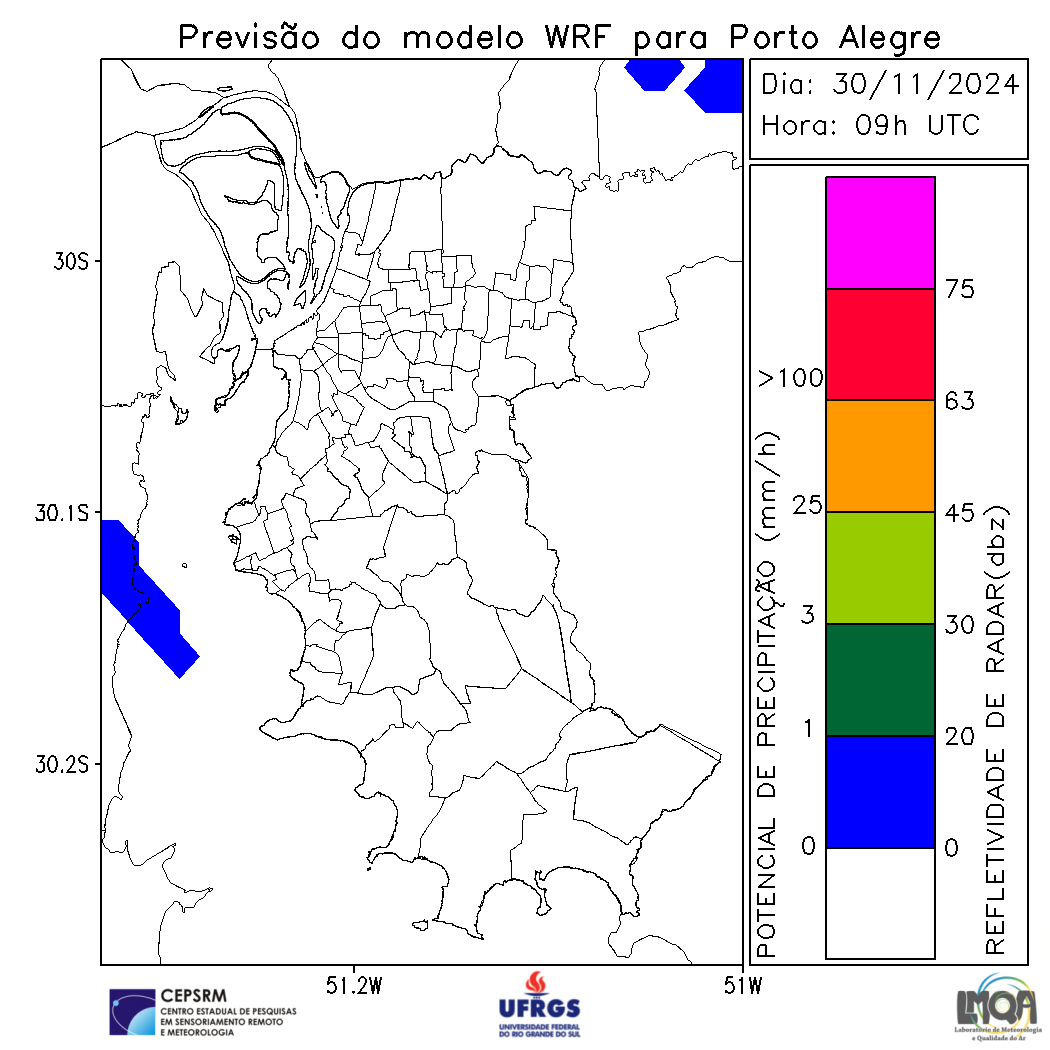 Previsão do modelo WRF para Porto Alegre
Dia: 30/11/2024
Hora: 09h UTC
30S
30.1S
30.2S
51.2W
51W
POTENCIAL DE PRECIPITAÇÃO (mm/h)
>100
25
3
1
0
75
63
45
30
20
0
REFLETIVIDADE DE RADAR(dbz)
CEPSRM
CENTRO ESTADUAL DE PESQUISAS
EM SENSORIAMENTO REMOTO
E METEOROLOGIA
UFRGS
UNIVERSIDADE FEDERAL
DO RIO GRANDE DO SUL
LMQA
Laboratório de Meteorologia
e Qualidade do Ar